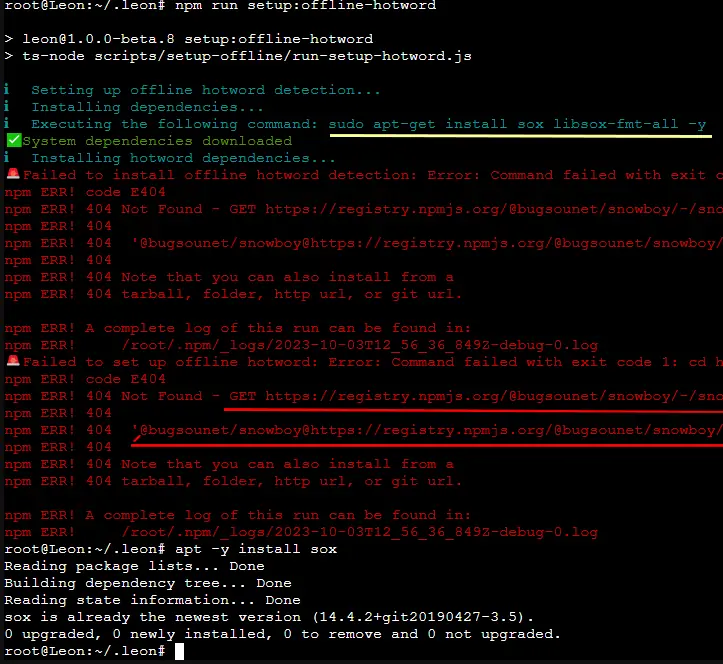 root@Leon:~/.leon# npm run setup:offline-hotword
> leon@1.0.0-beta.8 setup:offline-hotword
> ts-node scripts/setup-offline/run-setup-hotword.js
ℹ Setting up offline hotword detection...
ℹ Installing dependencies...
ℹ Executing the following command: sudo apt-get install sox libsox-fmt-all -y
✅System dependencies downloaded
ℹ Installing hotword dependencies...
🚨Failed to install offline hotword detection: Error: Command failed with exit c
npm ERR! code E404
npm ERR! 404 Not Found - GET https://registry.npmjs.org/@bugsounet/snowboy/-/sno
npm ERR! 404
npm ERR! 404  '@bugsounet/snowboy@https://registry.npmjs.org/@bugsounet/snowboy/
npm ERR! 404
npm ERR! 404 Note that you can also install from a
npm ERR! 404 tarball, folder, http url, or git url.
npm ERR! A complete log of this run can be found in:
npm ERR!     /root/.npm/_logs/2023-10-03T12_56_36_849Z-debug-0.log
🚨Failed to set up offline hotword: Error: Command failed with exit code 1: cd h
npm ERR! code E404
npm ERR! 404 Not Found - GET https://registry.npmjs.org/@bugsounet/snowboy/-/sno
npm ERR! 404
npm ERR! 404  '@bugsounet/snowboy@https://registry.npmjs.org/@bugsounet/snowboy/
npm ERR! 404
npm ERR! 404 Note that you can also install from a
npm ERR! 404 tarball, folder, http url, or git url.
npm ERR! A complete log of this run can be found in:
npm ERR!     /root/.npm/_logs/2023-10-03T12_56_36_849Z-debug-0.log
root@Leon:~/.leon# apt -y install sox
Reading package lists... Done
Building dependency tree... Done
Reading state information... Done
sox is already the newest version (14.4.2+git20190427-3.5).
0 upgraded, 0 newly installed, 0 to remove and 0 not upgraded.
root@Leon:~/.leon#